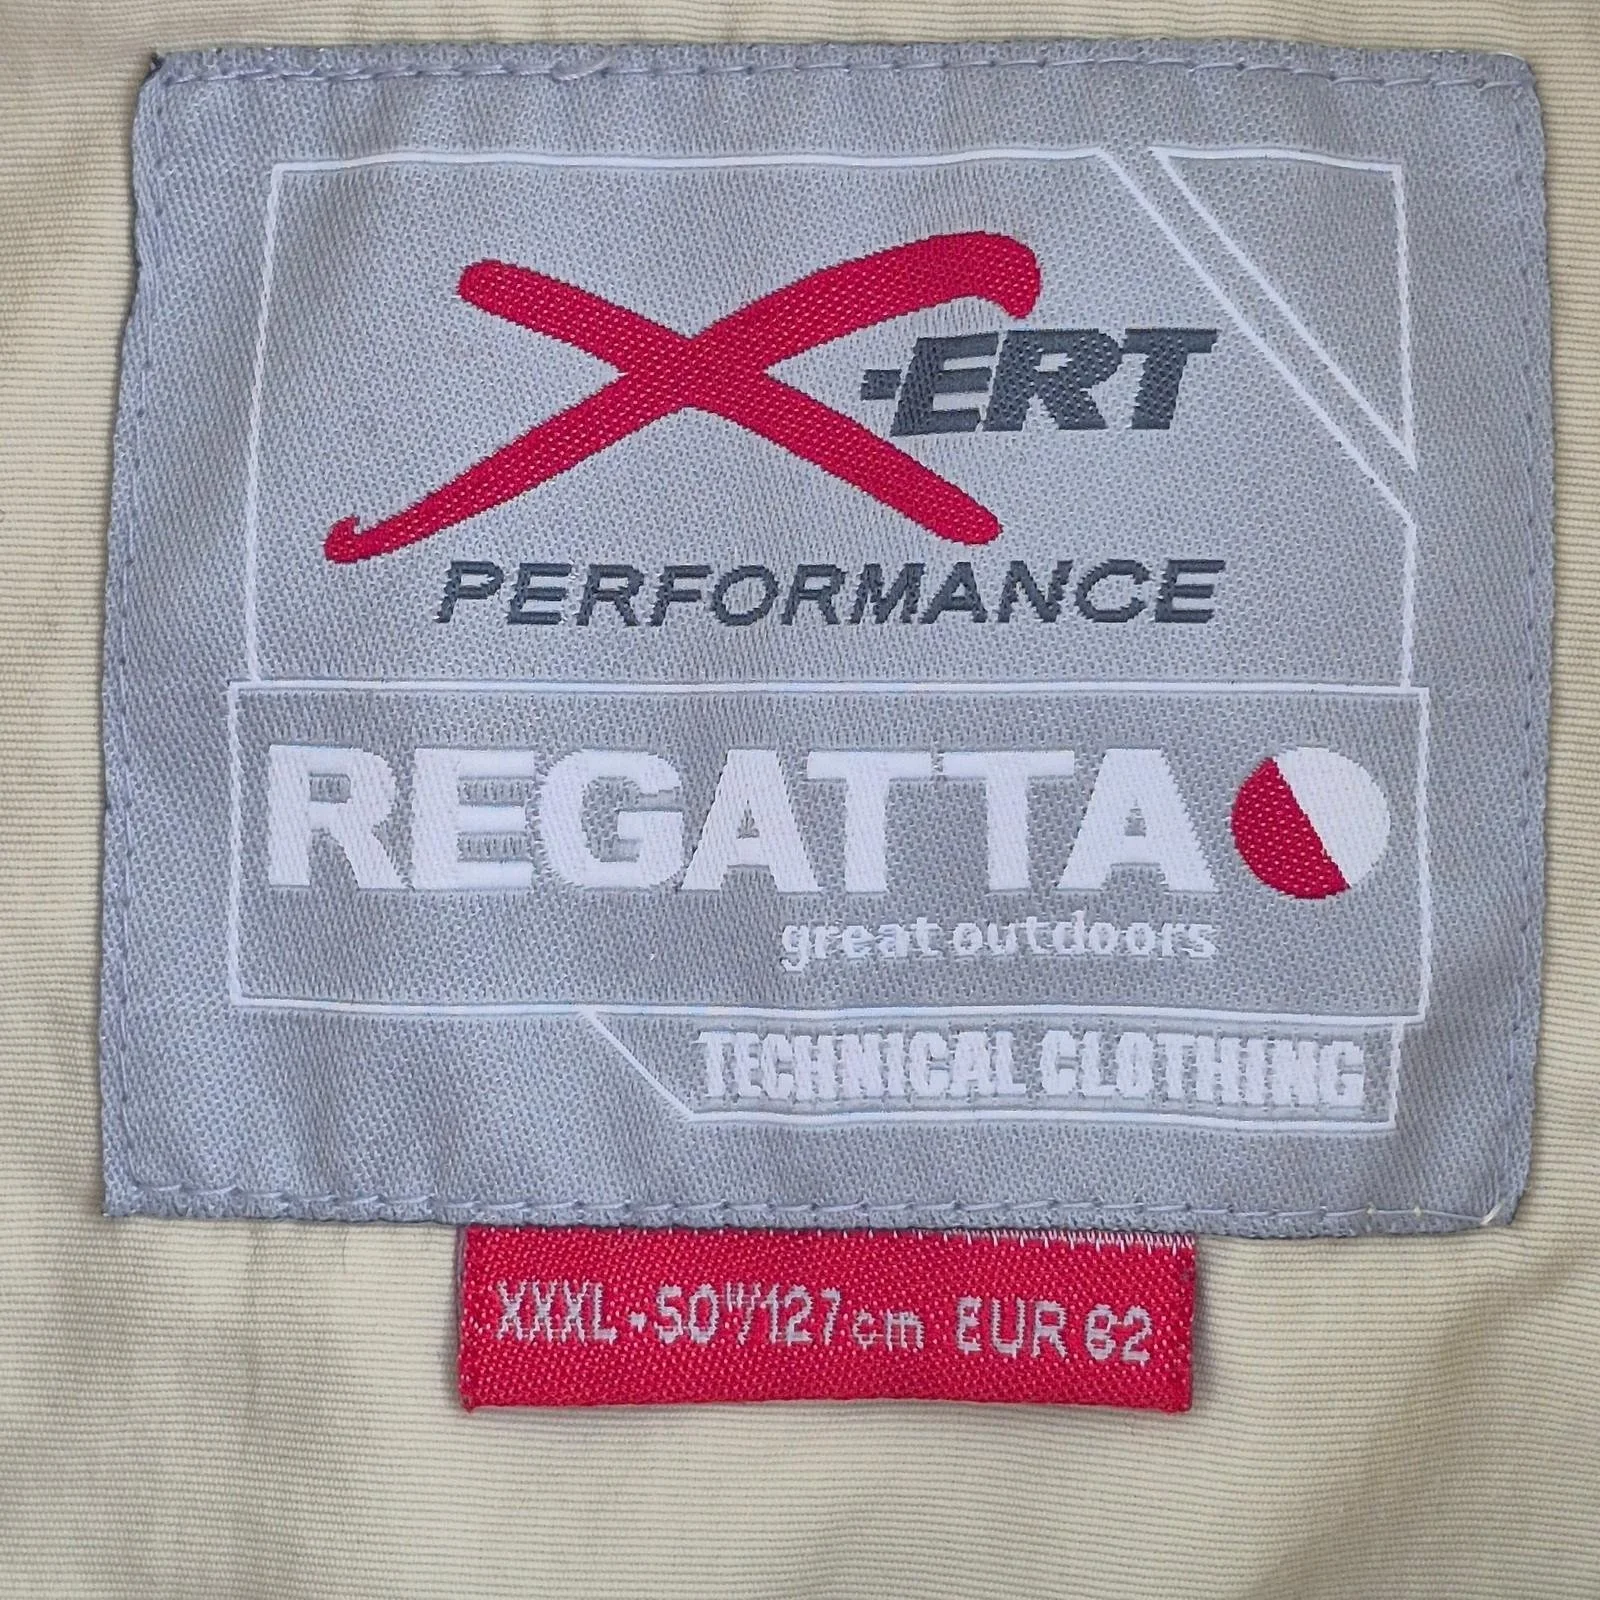 X-ERT
PERFORMANCE
REGATTA
great outdoors
TECHNICAL CLOTHING
XXXL • 50"/127cm EUR 62